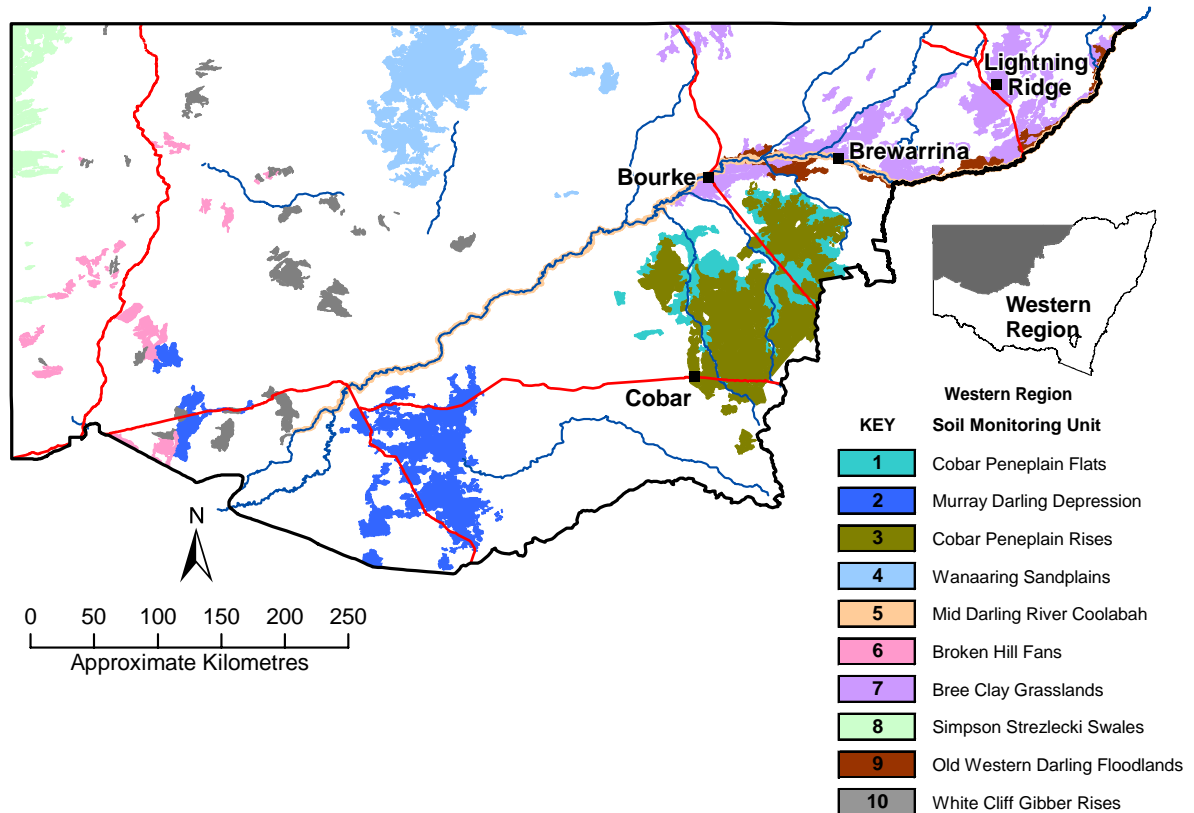 Lightning
Ridge
Brewarrina
Bourke
Cobar
Western
Region
N
0 50 100 150 200 250
Approximate Kilometres
Western Region
KEY Soil Monitoring Unit
1 Cobar Peneplain Flats
2 Murray Darling Depression
3 Cobar Peneplain Rises
4 Wanaaring Sandplains
5 Mid Darling River Coolabah
6 Broken Hill Fans
7 Bree Clay Grasslands
8 Simpson Strezlecki Swales
9 Old Western Darling Floodlands
10 White Cliff Gibber Rises